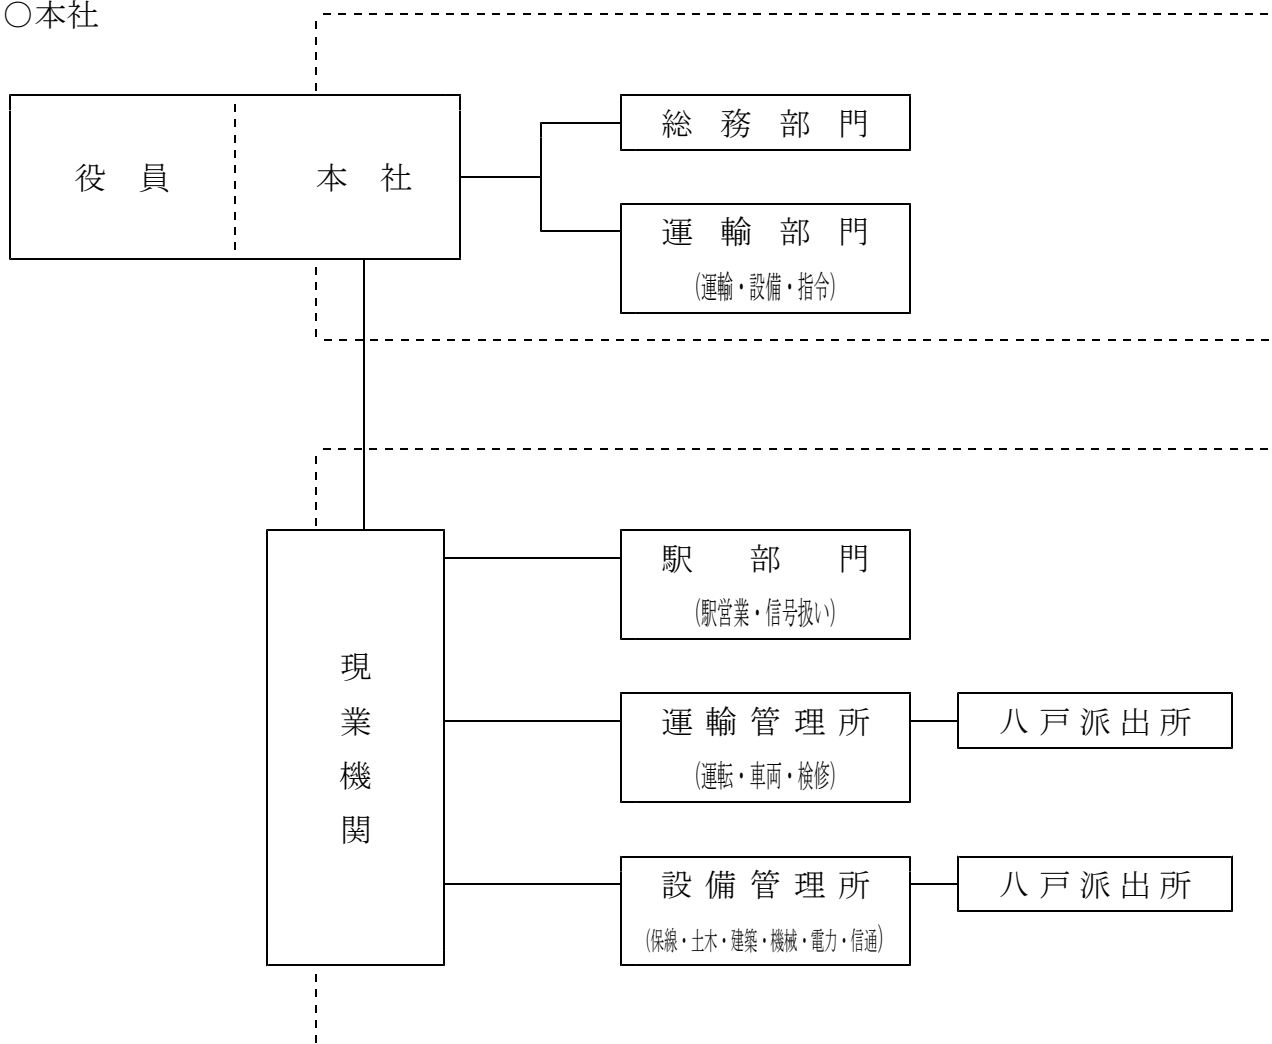 ○本社
役員
本社
総務部門
運輸部門
(運輸・設備・指令)
現業機関
駅部門
(駅営業・信号扱い)
運輸管理所
(運転・車両・検修)
八戸派出所
設備管理所
(保線・土木・建築・機械・電力・信通)
八戸派出所